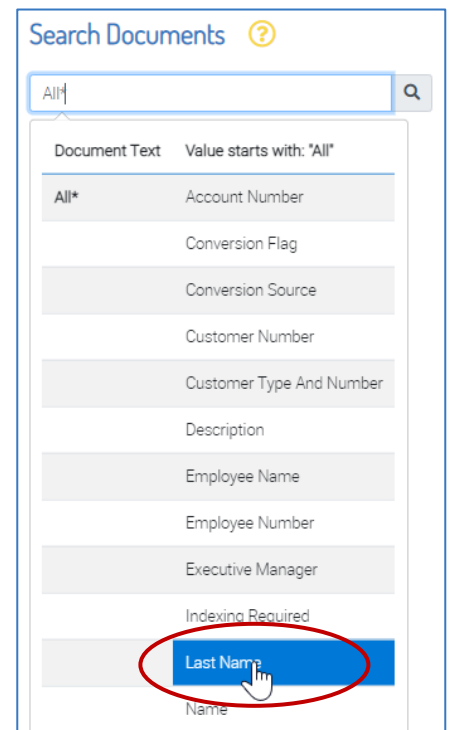 Search Documents ?
All*
Document Text Value starts with: "All"
All* Account Number
Conversion Flag
Conversion Source
Customer Number
Customer Type And Number
Description
Employee Name
Employee Number
Executive Manager
Indexing Required
Last Name
Name